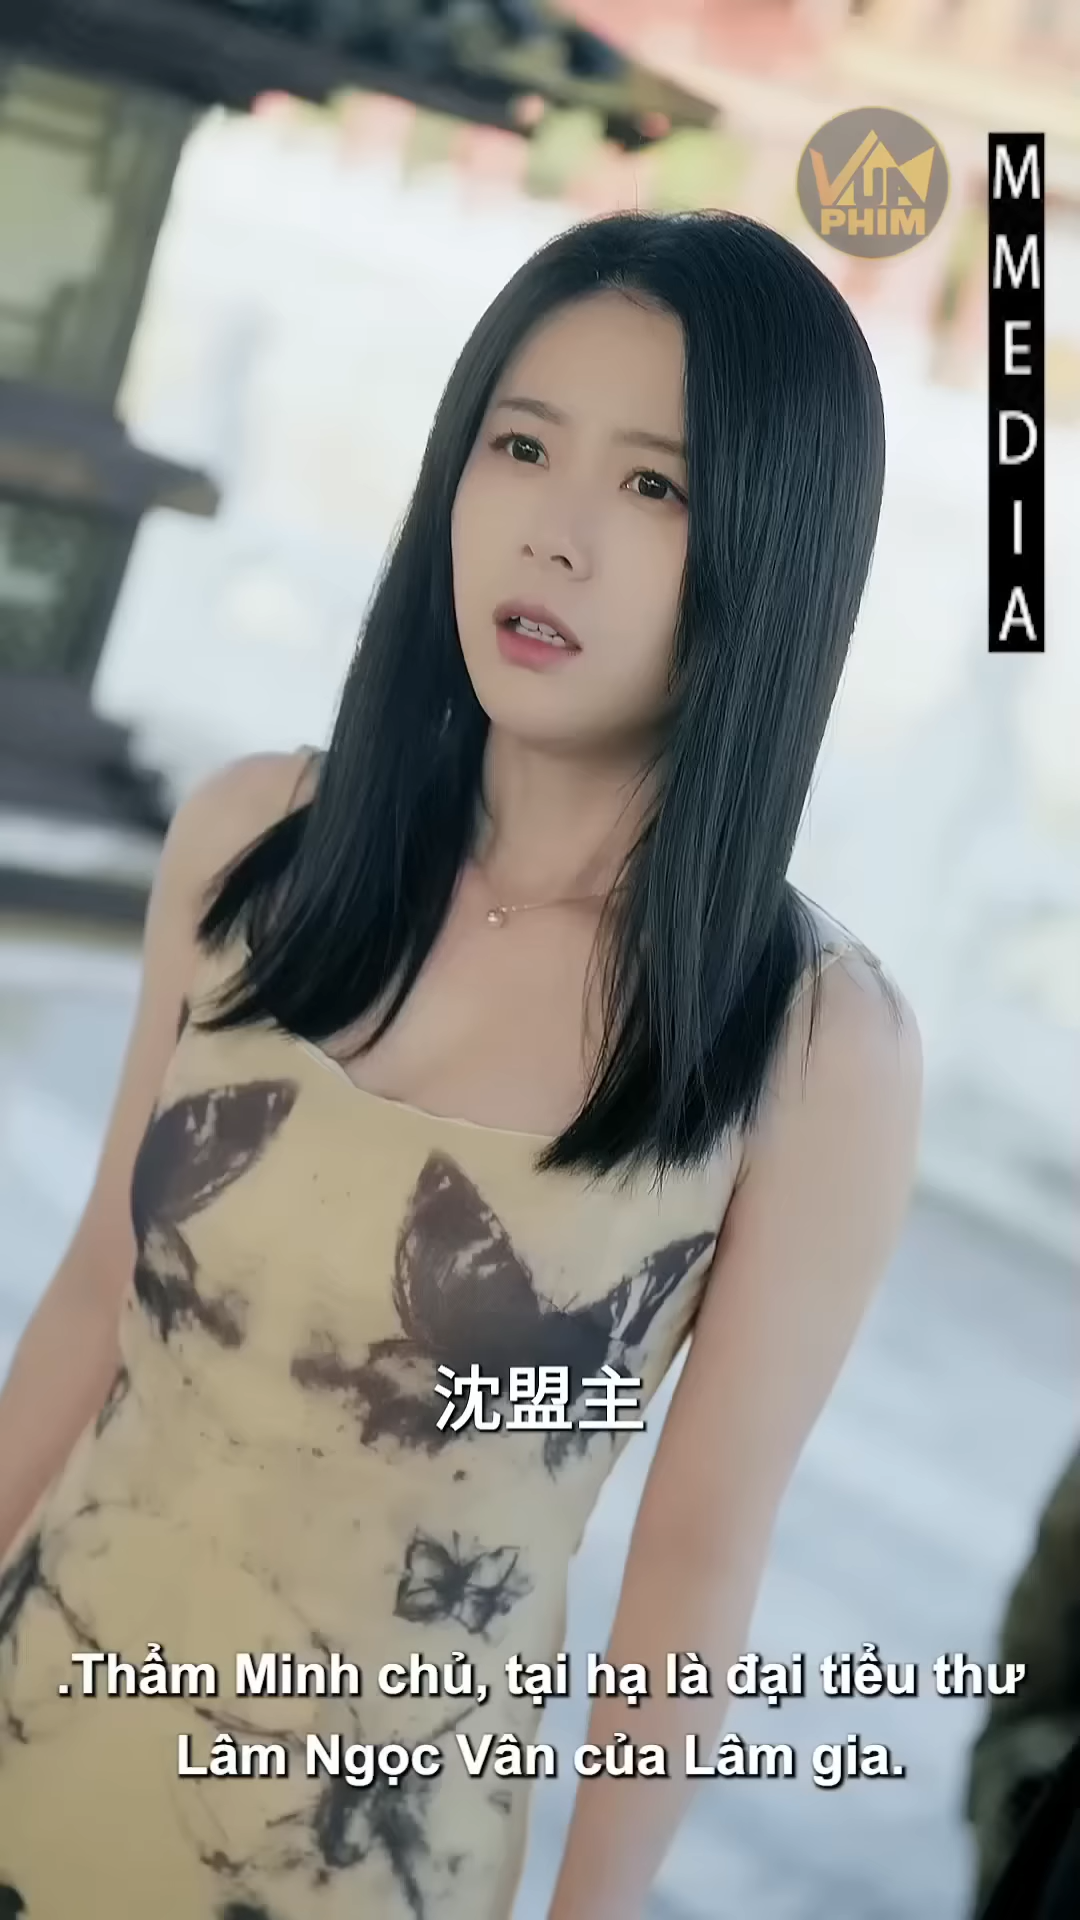 VUA
PHIM
MMEDIA
沈盟主
.Thẩm Minh chủ, tại hạ là đại tiểu thư
Lâm Ngọc Vân của Lâm gia.